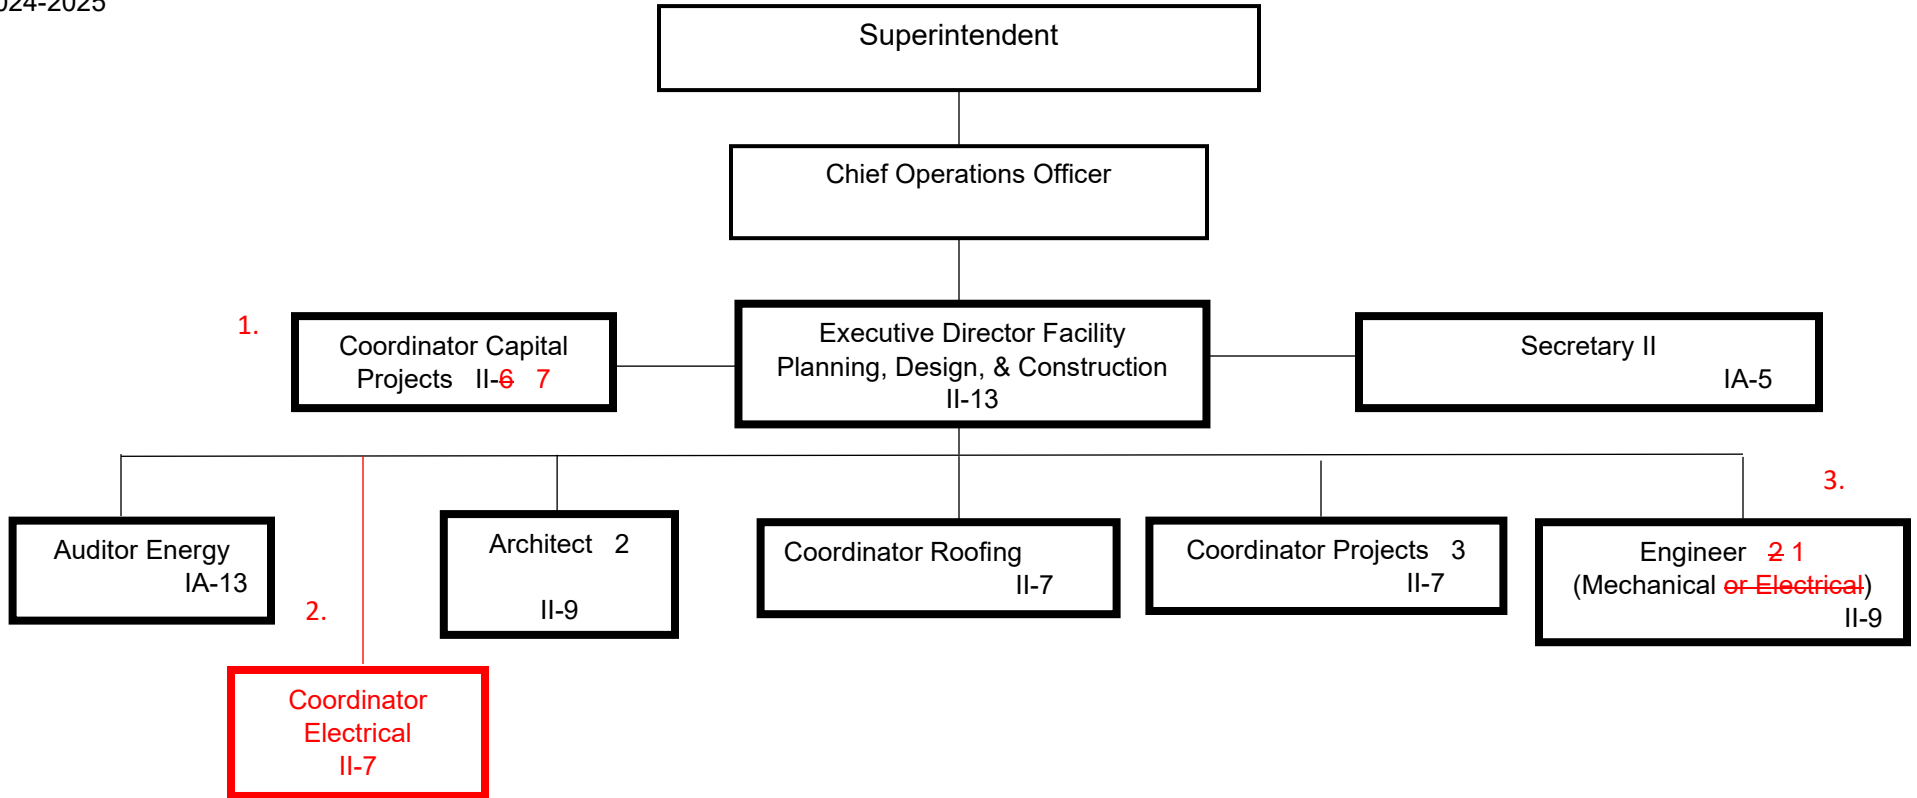 024-2025
Superintendent
Chief Operations Officer
1.
Coordinator Capital
Projects II-6 7
Executive Director Facility
Planning, Design, & Construction
II-13
Secretary II
IA-5
3.
Auditor Energy
IA-13
2.
Architect 2
II-9
Coordinator Roofing
II-7
Coordinator Projects 3
II-7
Engineer 2 1
(Mechanical or Electrical)
II-9
Coordinator
Electrical
II-7